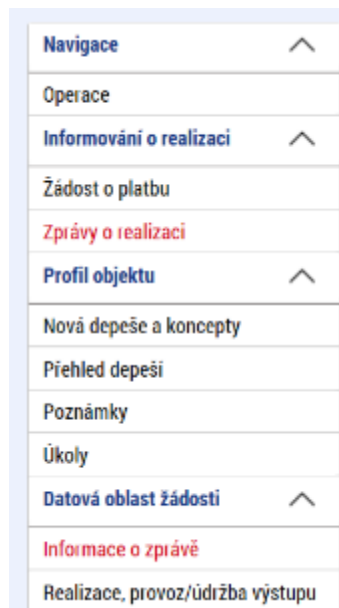 Navigace
Operace
Informování o realizaci
Žádost o platbu
Zprávy o realizaci
Profil objektu
Nová depeše a koncepty
Přehled depeší
Poznámky
Úkoly
Datová oblast žádosti
Informace o zprávě
Realizace, provoz/údržba výstupu